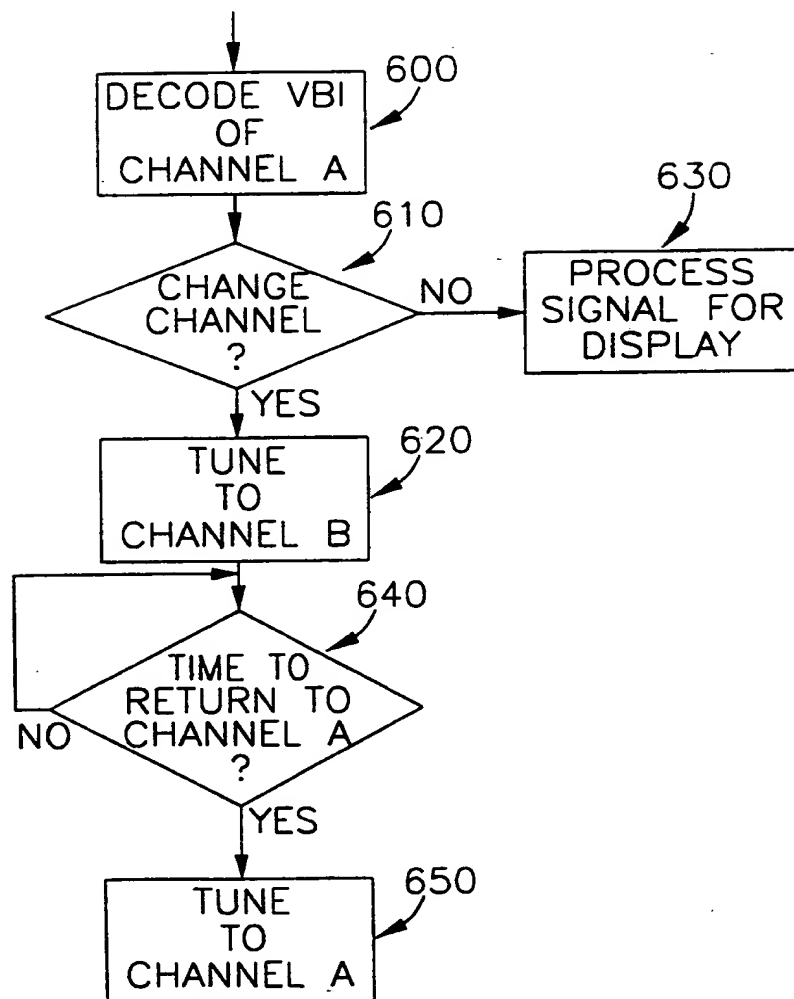 DECODE VBI
OF
CHANNEL A
600
610
CHANGE
CHANNEL
?
NO
YES
630
PROCESS
SIGNAL FOR
DISPLAY
620
TUNE
TO
CHANNEL B
640
TIME TO
RETURN TO
CHANNEL A
?
NO
YES
650
TUNE
TO
CHANNEL A